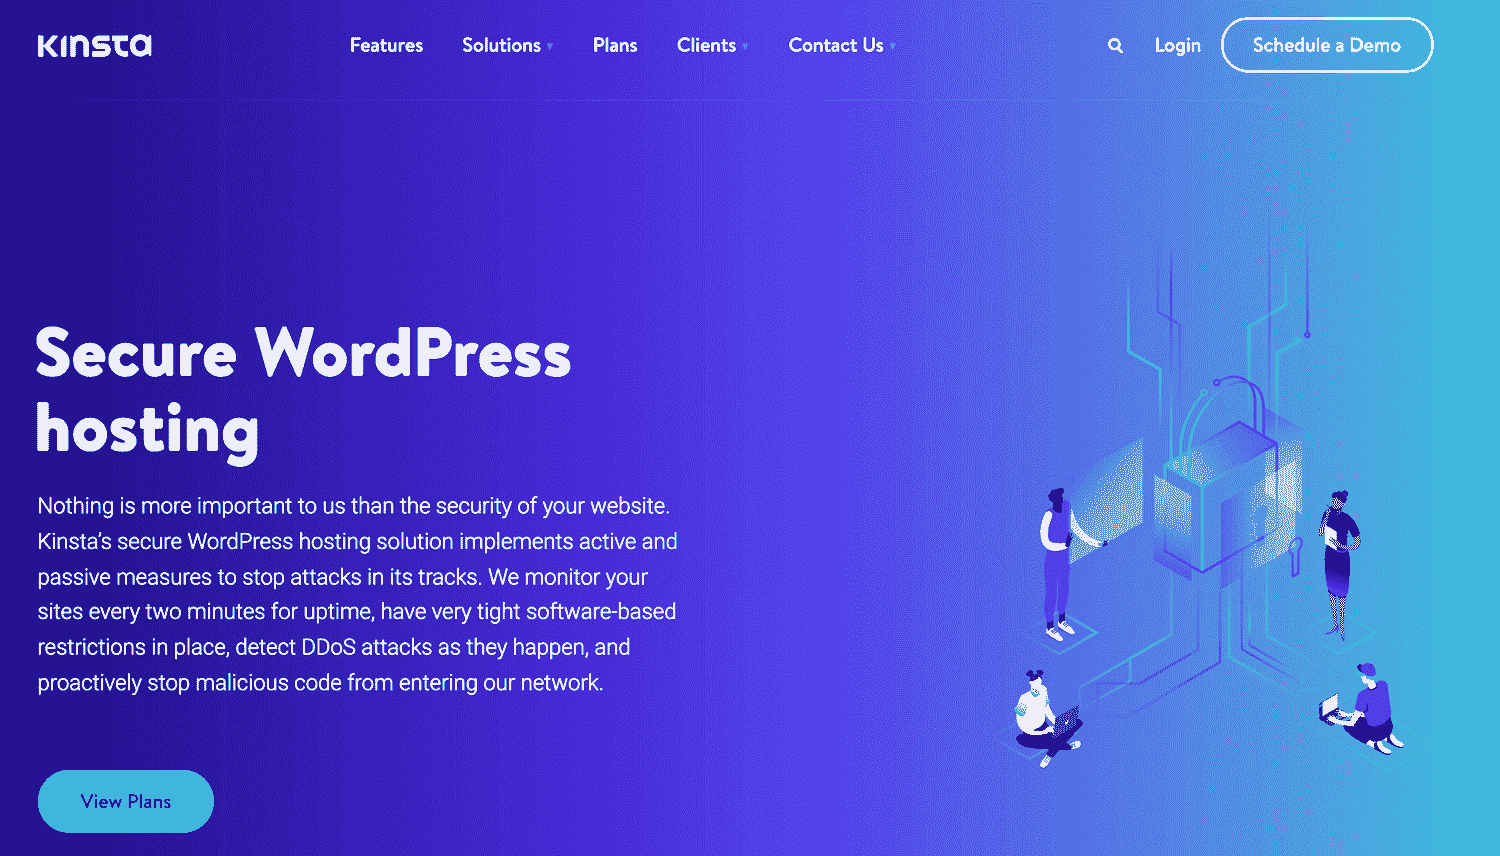 Kinsta
Features Solutions Plans Clients Contact Us Login Schedule a Demo
Secure WordPress
hosting
Nothing is more important to us than the security of your website.
Kinsta's secure WordPress hosting solution implements active and
passive measures to stop attacks in its tracks. We monitor your
sites every two minutes for uptime, have very tight software-based
restrictions in place, detect DDoS attacks as they happen, and
proactively stop malicious code from entering our network.
View Plans